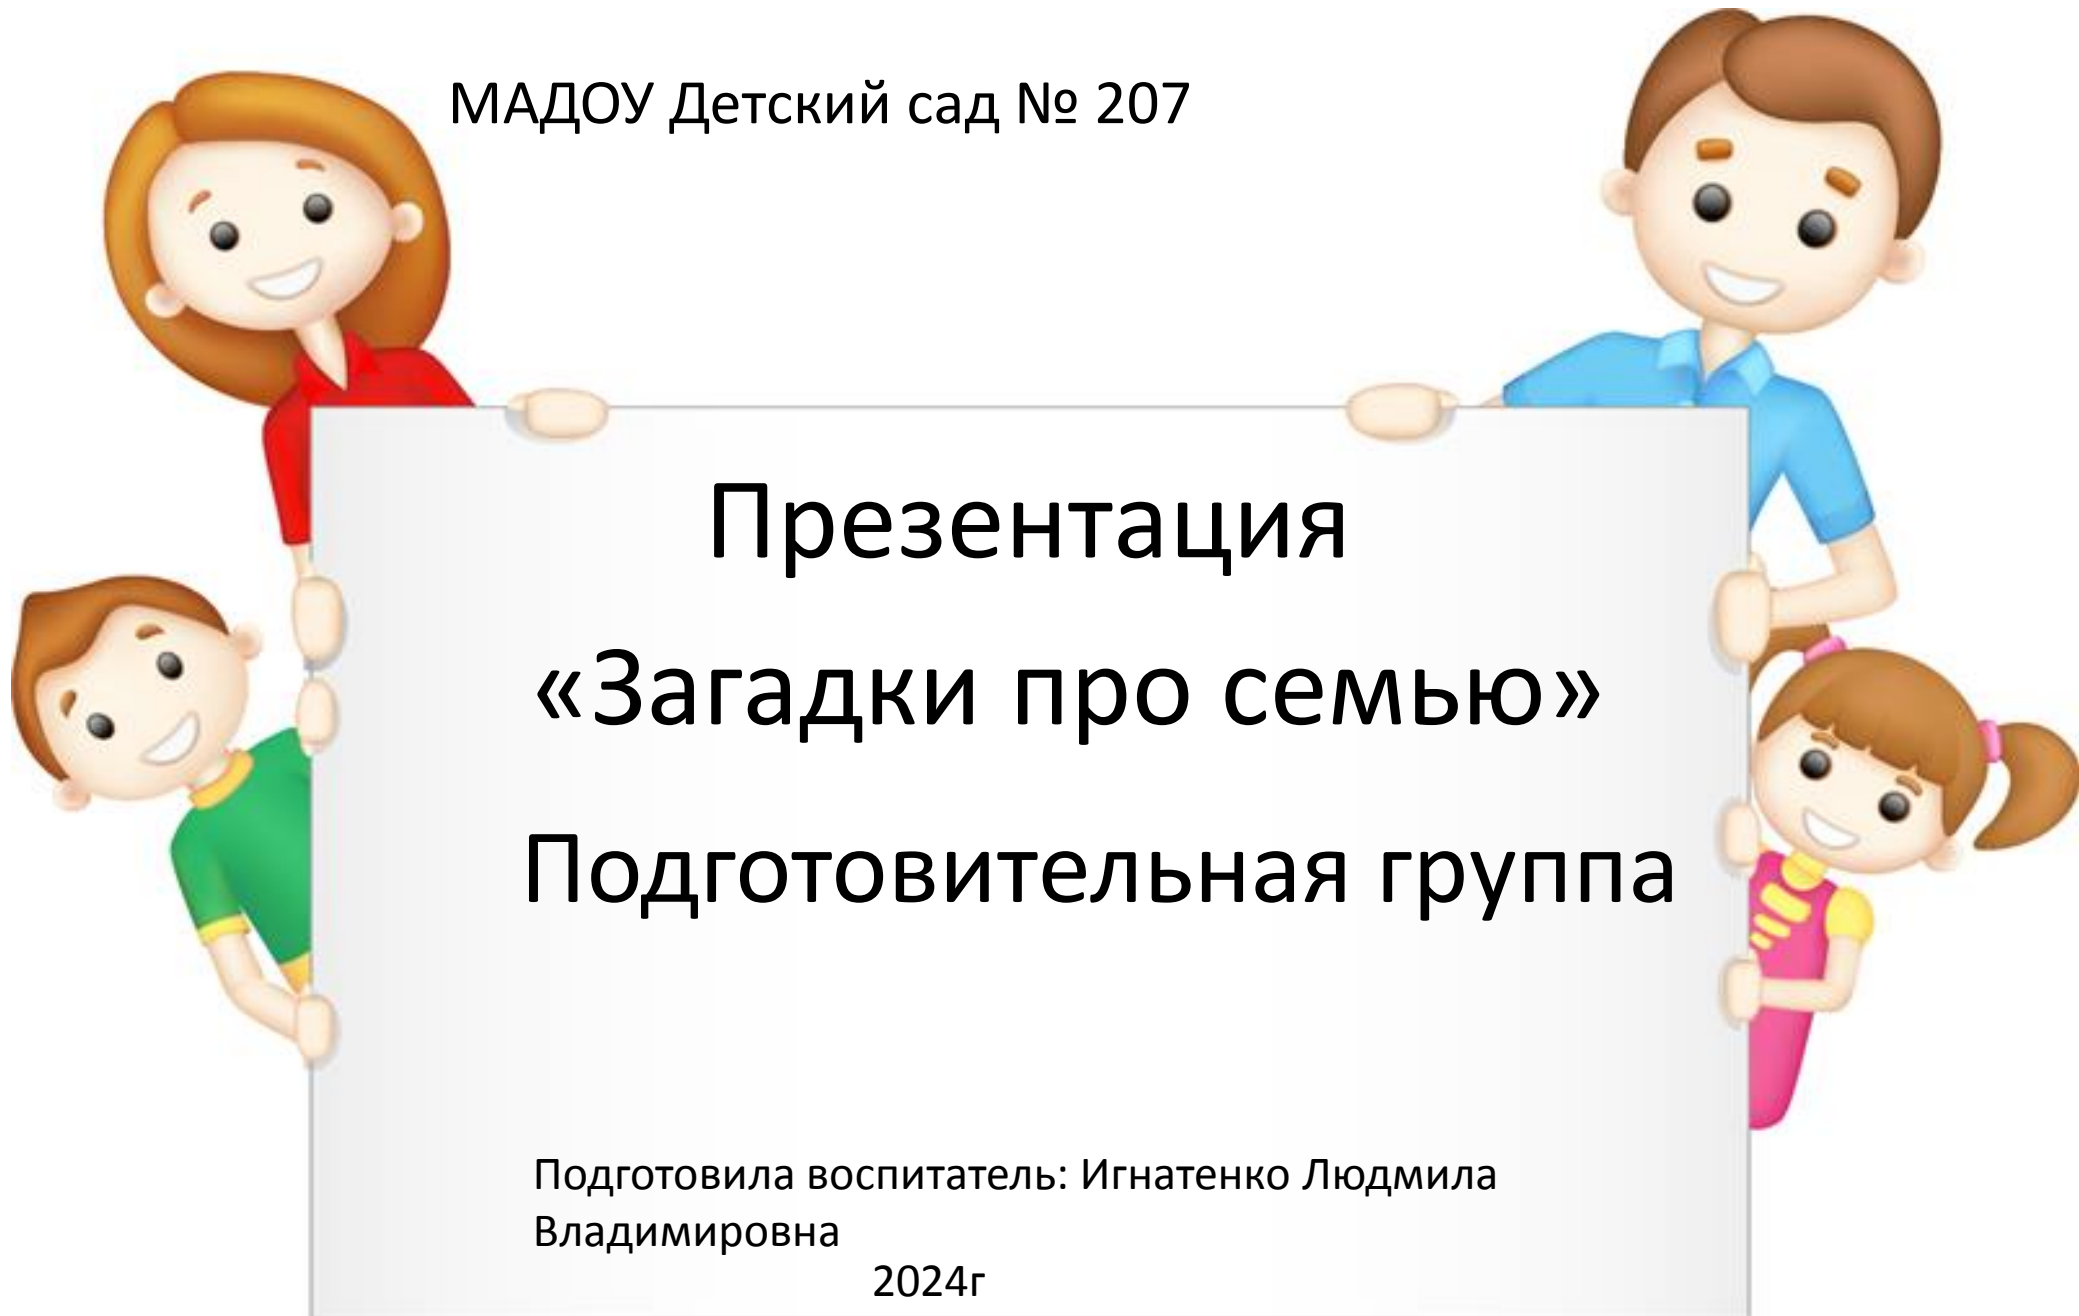 МАДОУ Детский сад № 207
Презентация
«Загадки про семью»
Подготовительная группа
Подготовила воспитатель: Игнатенко Людмила
Владимировна
2024г